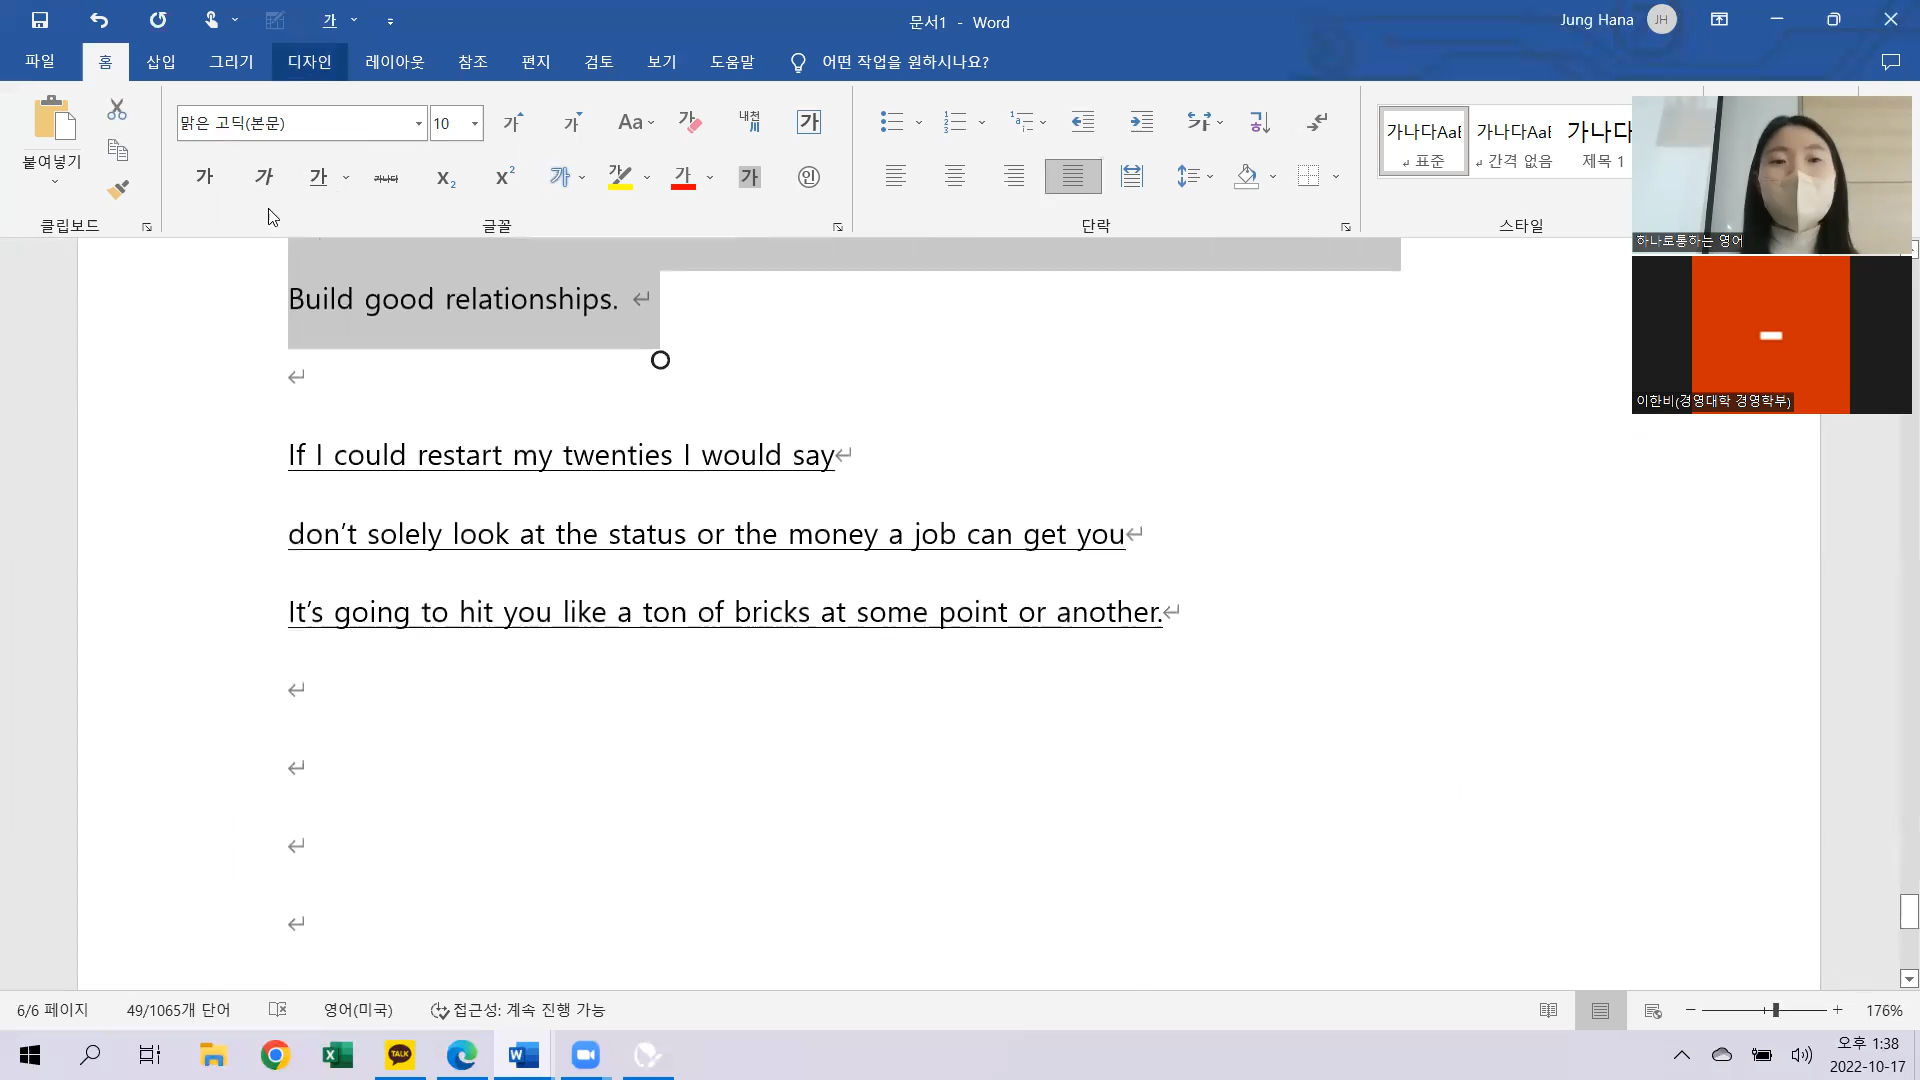 문서1 - Word
Jung Hana
JH
파일 홈 삽입 그리기 디자인 레이아웃 참조 편지 검토 보기 도움말 어떤 작업을 원하시나요?
붙여넣기
클립보드
맑은 고딕(본문)
10
글꼴
단락
가나다AaB
표준
가나다AaB
간격 없음
가나다
제목 1
스타일
하나로통하는 영어
이한비(경영대학 경영학부)
Build good relationships.
If I could restart my twenties I would say
don't solely look at the status or the money a job can get you
It's going to hit you like a ton of bricks at some point or another.
6/6 페이지
49/1065개 단어
영어(미국)
접근성: 계속 진행 가능
176%
TALK
오후 1:38
2022-10-17